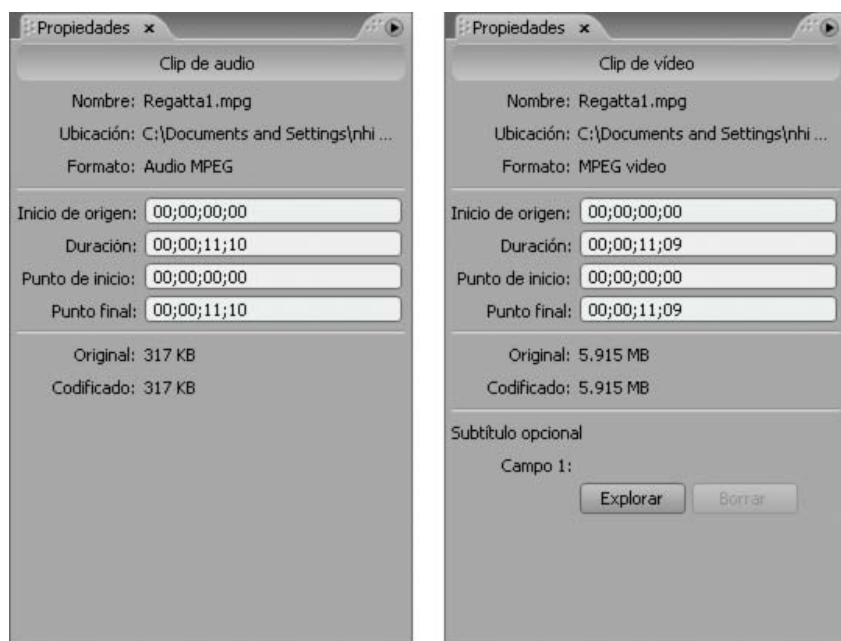 Propiedades x
Clip de audio
Nombre: Regatta1.mpg
Ubicación: C:\Documents and Settings\nhi ...
Formato: Audio MPEG
Inicio de origen: 00;00;00;00
Duración: 00;00;11;10
Punto de inicio: 00;00;00;00
Punto final: 00;00;11;10
Original: 317 KB
Codificado: 317 KB
Propiedades x
Clip de vídeo
Nombre: Regatta1.mpg
Ubicación: C:\Documents and Settings\nhi ...
Formato: MPEG video
Inicio de origen: 00;00;00;00
Duración: 00;00;11;09
Punto de inicio: 00;00;00;00
Punto final: 00;00;11;09
Original: 5.915 MB
Codificado: 5.915 MB
Subtítulo opcional
Campo 1:
Explorar Borrar